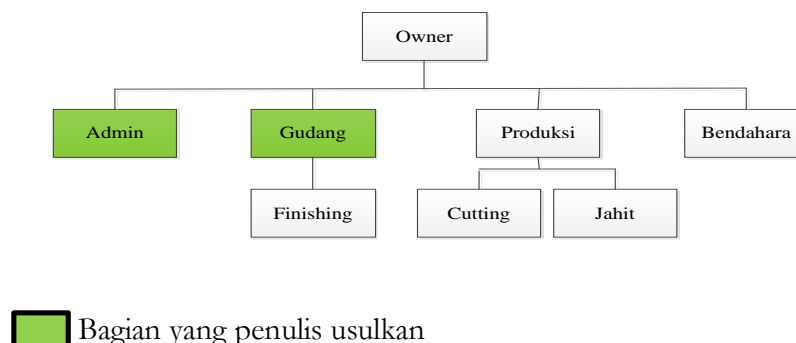 Owner
Admin Gudang Produksi Bendahara
Finishing Cutting Jahit
Bagian yang penulis usulkan